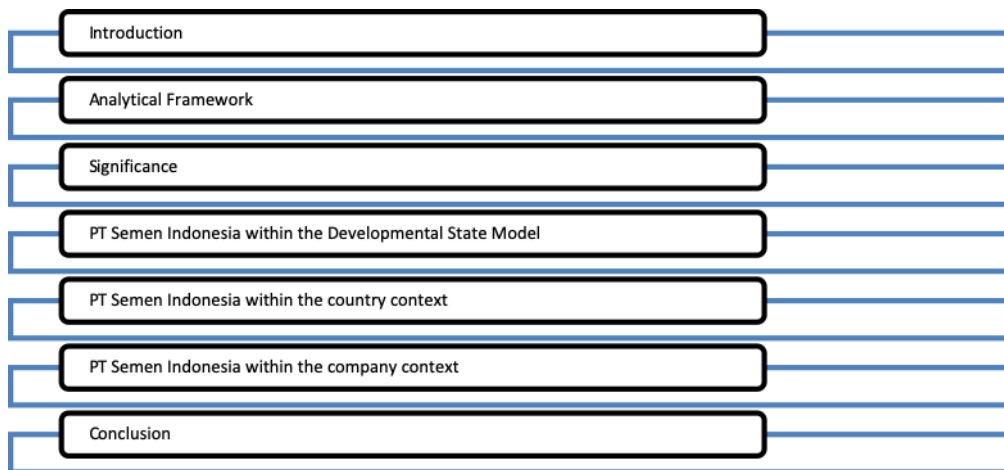 Introduction
Analytical Framework
Significance
PT Semen Indonesia within the Developmental State Model
PT Semen Indonesia within the country context
PT Semen Indonesia within the company context
Conclusion